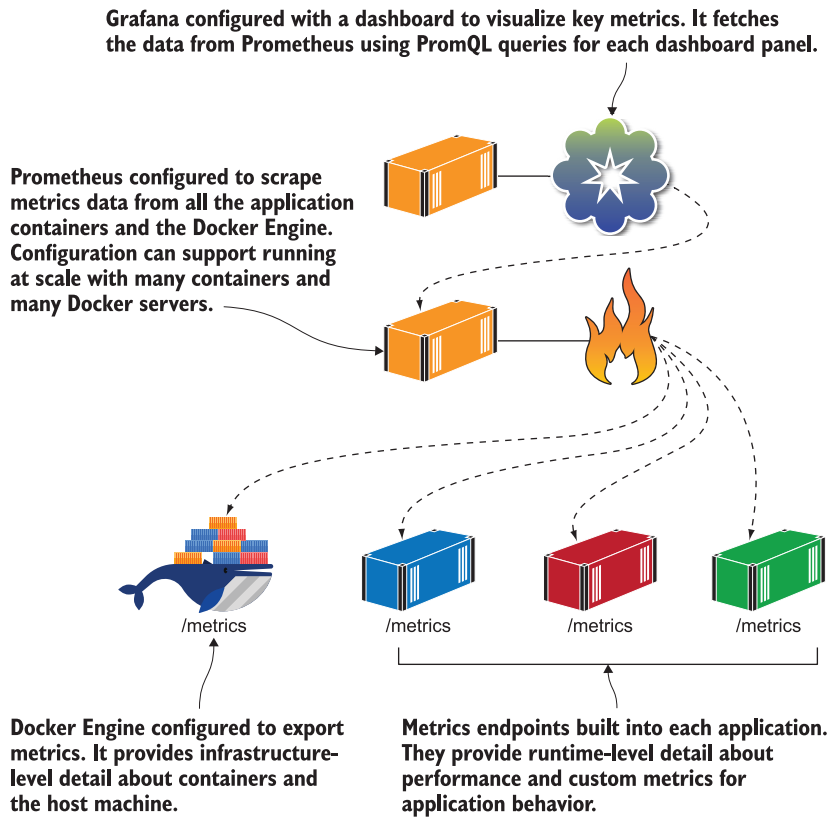 Grafana configured with a dashboard to visualize key metrics. It fetches
the data from Prometheus using PromQL queries for each dashboard panel.
Prometheus configured to scrape
metrics data from all the application
containers and the Docker Engine.
Configuration can support running
at scale with many containers and
many Docker servers.
/metrics
/metrics
/metrics
/metrics
Docker Engine configured to export
metrics. It provides infrastructure-
level detail about containers and
the host machine.
Metrics endpoints built into each application.
They provide runtime-level detail about
performance and custom metrics for
application behavior.